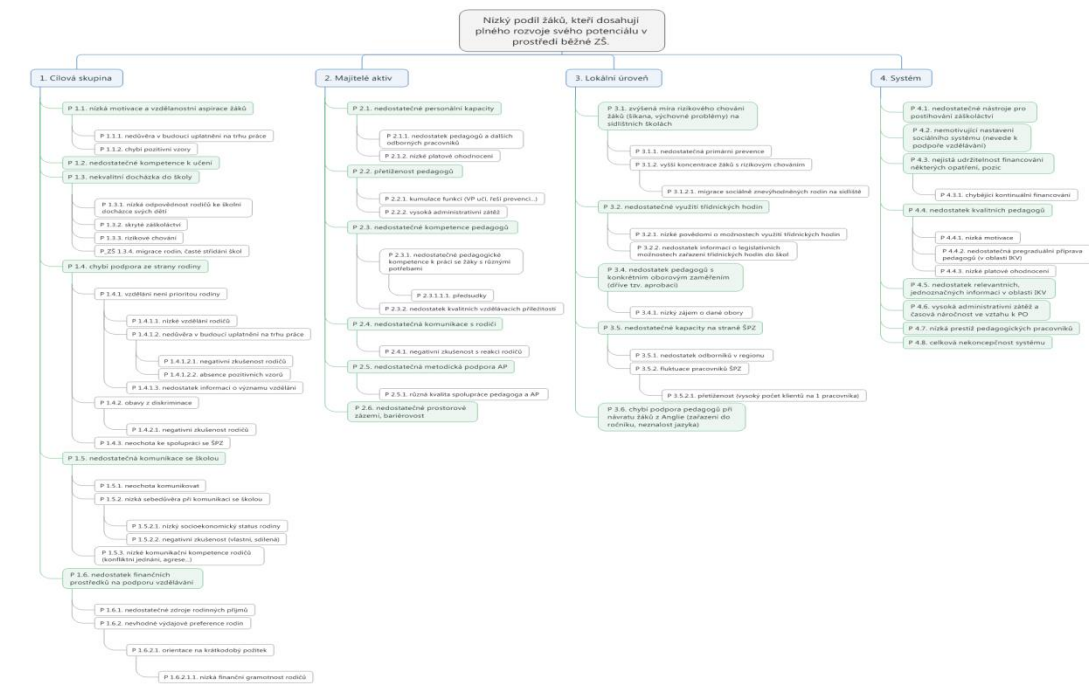 Nízký podíl žáků, kteří dosahují
plného rozvoje svého potenciálu v
prostředí běžné ZŠ.
1. Cílová skupina
P 1.1. nízká motivace a vzdělanostní aspirace žáků
P 1.1.1. nedůvěra v budoucí uplatnění na trhu práce
P 1.1.2. chybí pozitivní vzory
P 1.2. nedostatečné kompetence k učení
P 1.3. nekvalitní docházka do školy
P 1.3.1. nízké odpovědnost rodičů ke školní
docházce svých dětí
P 1.3.2. skryté záškoláctví
P 1.3.3. rizikové chování
P_ZŠ 1.3.4. migrace rodin, časté střídání škol
P 1.4. chybí podpora ze strany rodiny
P 1.4.1. vzdělání není prioritou rodiny
P 1.4.1.1. nízké vzdělání rodičů
P 1.4.1.2. nedůvěra v budoucí uplatnění na trhu práce
P 1.4.1.2.1. negativní zkušenost rodičů
P 1.4.1.2.2. absence pozitivních vzorů
P 1.4.1.3. nedostatek informací o významu vzdělání
P 1.4.2. obavy z diskriminace
P 1.4.2.1. negativní zkušenost rodičů
P 1.4.3. neochota ke spolupráci se ŠPZ
P 1.5. nedostatečná komunikace se školou
P 1.5.1. neochota komunikovat
P 1.5.2. nízká sebedůvěra při komunikaci se školou
P 1.5.2.1. nízký socioekonomický status rodiny
P 1.5.2.2. negativní zkušenost (vlastní, sdílená)
P 1.5.3. nízké komunikační kompetence rodičů
(konfliktní jednání, agrese...)
P 1.6. nedostatek finančních
prostředků na podporu vzdělávání
P 1.6.1. nedostatečné zdroje rodinných příjmů
P 1.6.2. nevhodné výdajové preference rodin
P 1.6.2.1. orientace na krátkodobý požitek
P 1.6.2.1.1. nízká finanční gramotnost rodičů
2. Majitelé aktiv
P 2.1. nedostatečné personální kapacity
P 2.1.1. nedostatek pedagogů a dalších
odborných pracovníků
P 2.1.2. nízké platové ohodnocení
P 2.2. přetíženost pedagogů
P 2.2.1. kumulace funkcí (VP učí, řeší prevenci...)
P 2.2.2. vysoká administrativní zátěž
P 2.3. nedostatečné kompetence pedagogů
P 2.3.1. nedostatečné pedagogické
kompetence k práci se žáky s různými
potřebami
P 2.3.1.1.1. předsudky
P 2.3.2. nedostatek kvalitních vzdělávacích příležitostí
P 2.4. nedostatečná komunikace s rodiči
P 2.4.1. negativní zkušenost s reakcí rodičů
P 2.5. nedostatečná metodická podpora AP
P 2.5.1. různá kvalita spolupráce pedagoga a AP
P 2.6. nedostatečné prostorové
zázemí, bariérovost
3. Lokální úroveň
P 3.1. zvýšená míra rizikového chování
žáků (šikana, výchovné problémy) na
sídlištních školách
P 3.1.1. nedostatečná primární prevence
P 3.1.2. vyšší koncentrace žáků s rizikovým chováním
P 3.1.2.1. migrace sociálně znevýhodněných rodin na sídliště
P 3.2. nedostatečné využití třídnických hodin
P 3.2.1. nízké povědomí o možnostech využití třídnických hodin
P 3.2.2. nedostatek informací o legislativních
možnostech zařazení třídnických hodin do škol
P 3.4. nedostatek pedagogů s
konkrétním oborovým zaměřením
(dříve tzv. aprobací)
P 3.4.1. nízký zájem o dané obory
P 3.5. nedostatečné kapacity na straně ŠPZ
P 3.5.1. nedostatek odborníků v regionu
P 3.5.2. fluktuace pracovníků ŠPZ
P 3.5.2.1. přetíženost (vysoký počet klientů na 1 pracovníka)
P 3.6. chybí podpora pedagogů při
návratu žáků z Anglie (zařazení do
ročníku, neznalost jazyka)
4. Systém
P 4.1. nedostatečné nástroje pro
postihování záškoláctví
P 4.2. nemotivující nastavení
sociálního systému (nevede k
podpoře vzdělávání)
P 4.3. nejistá udržitelnost financování
některých opatření, pozic
P 4.3.1. chybějící kontinuální financování
P 4.4. nedostatek kvalitních pedagogů
P 4.4.1. nízká motivace
P 4.4.2. nedostatečná pregraduální příprava
pedagogů (v oblasti IKV)
P 4.4.3. nízké platové ohodnocení
P 4.5. nedostatek relevantních,
jednoznačných informací v oblasti IKV
P 4.6. vysoká administrativní zátěž a
časová náročnost ve vztahu k PO
P 4.7. nízká prestiž pedagogických pracovníků
P 4.8. celková nekoncepčnost systému